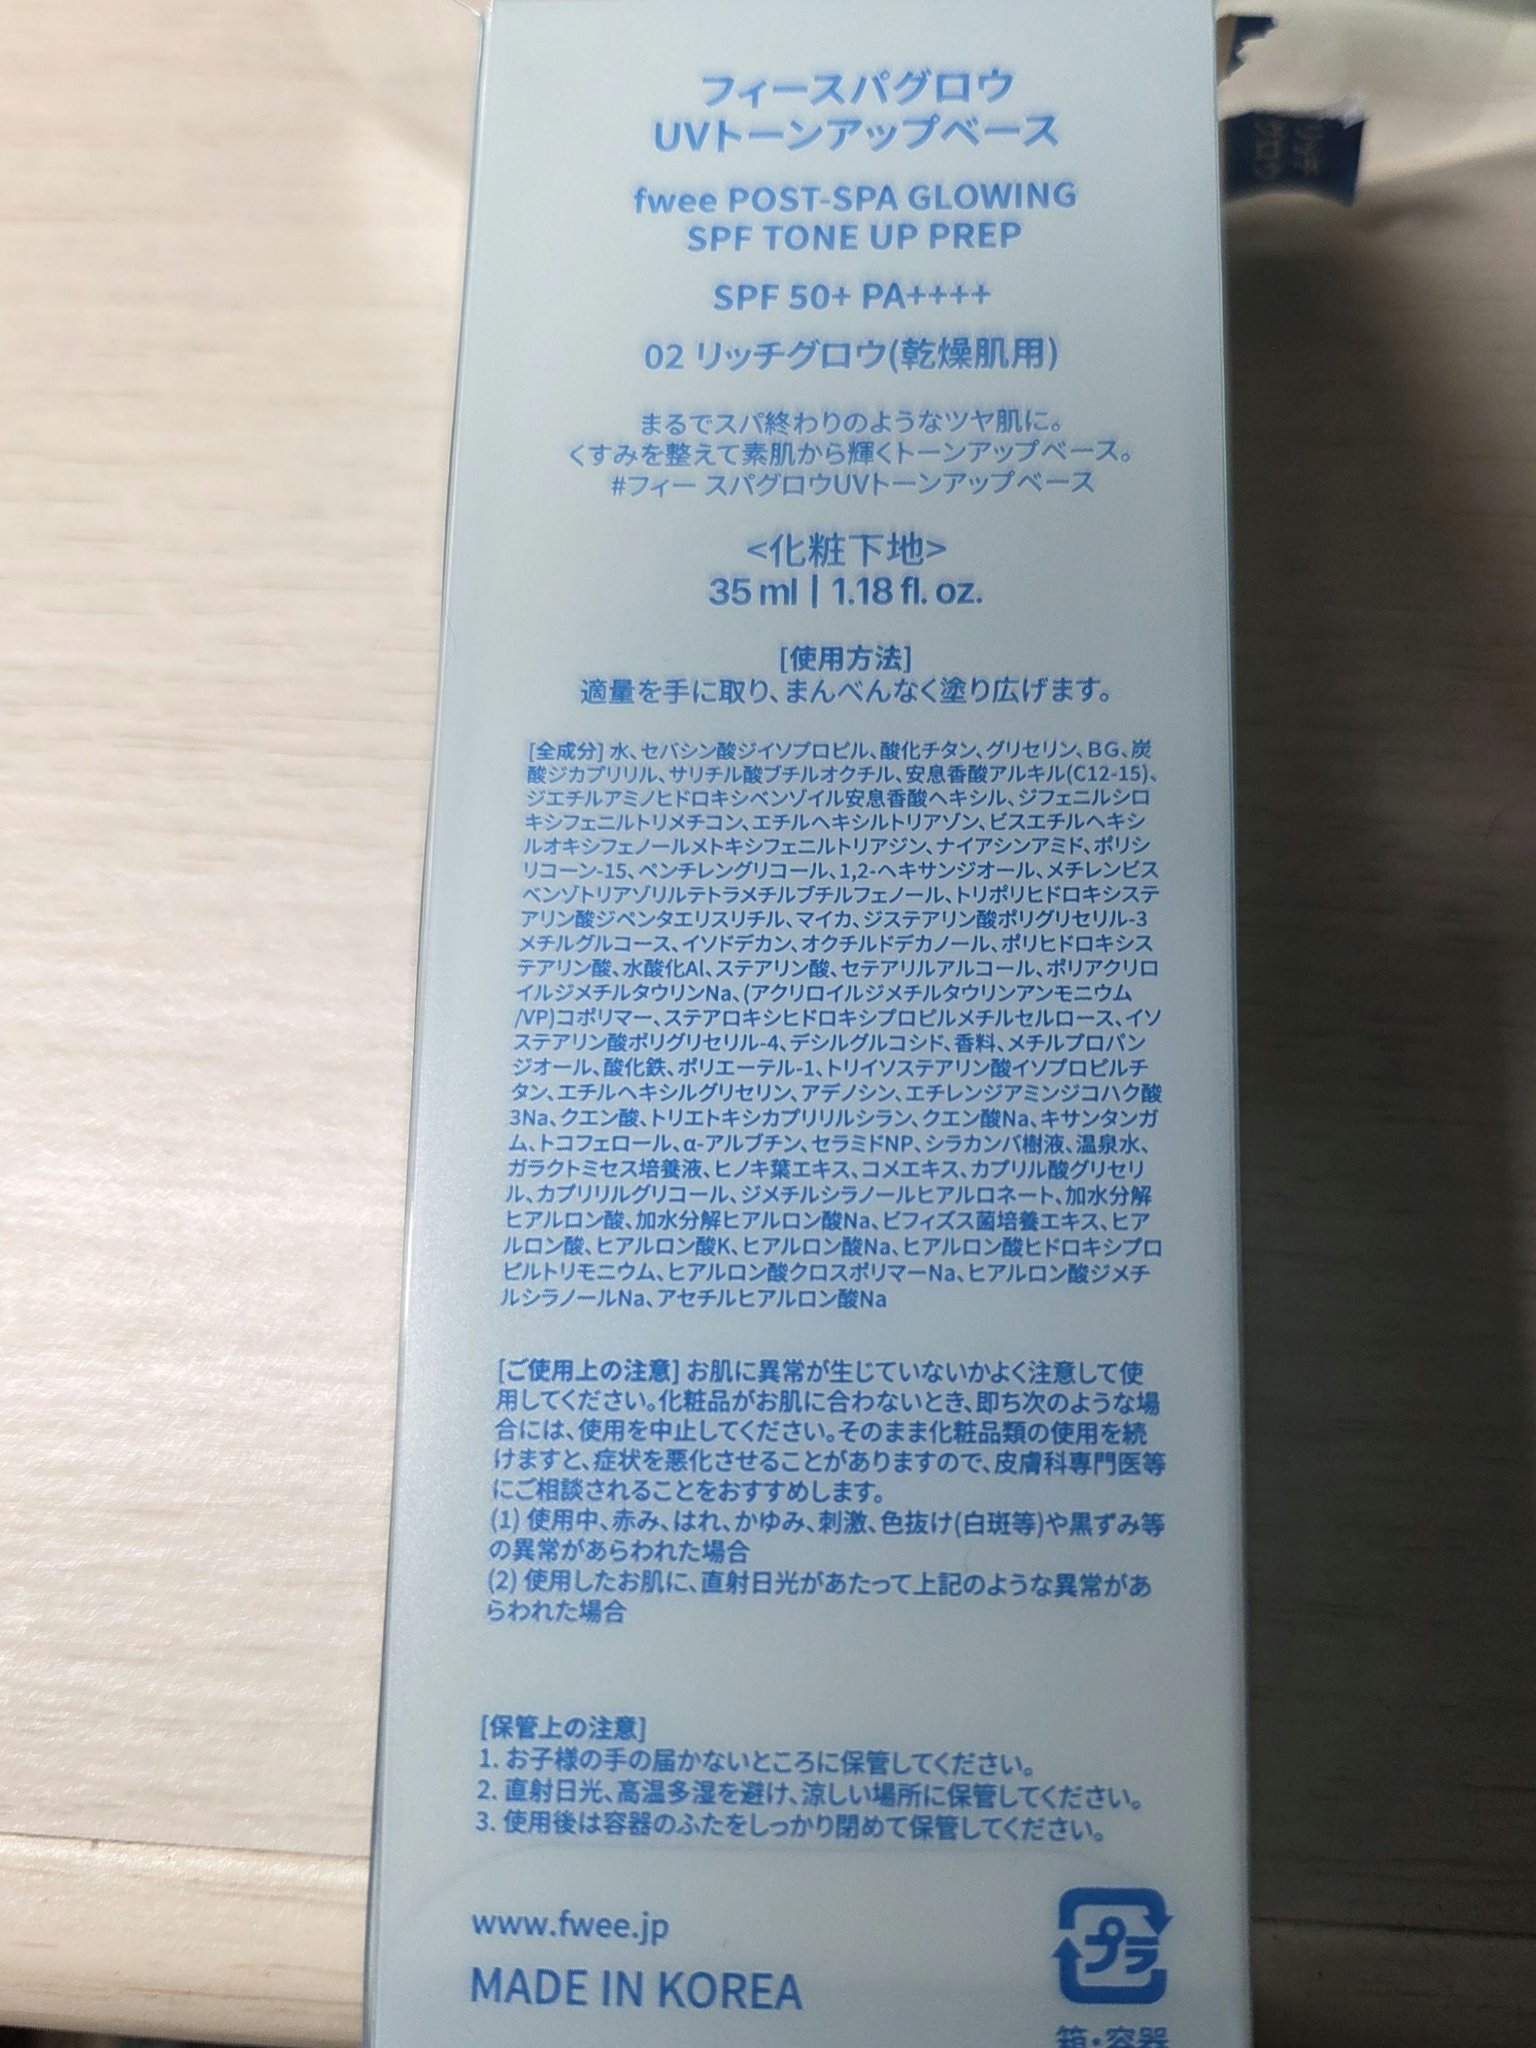 フィースパグロウ
UVトーンアップベース
fwee POST-SPA GLOWING
SPF TONE UP PREP
SPF 50+ PA++++
02 リッチグロウ(乾燥肌用)
まるでスパ終わりのようなツヤ肌に。
くすみを整えて素肌から輝くトーンアップベース。
#フィー スパグロウUVトーンアップベース
<化粧下地>
35 ml | 1.18 fl. oz.
[使用方法]
適量を手に取り、まんべんなく塗り広げます。
[全成分] 水、セバシン酸ジイソプロピル、酸化チタン、グリセリン、BG、炭
酸ジカプリリル、サリチル酸ブチルオクチル、安息香酸アルキル(C12-15)、
ジエチルアミノヒドロキシベンゾイル安息香酸ヘキシル、ジフェニルシロ
キシフェニルトリメチコン、エチルヘキシルトリアゾン、ビスエチルヘキシ
ルオキシフェノールメトキシフェニルトリアジン、ナイアシンアミド、ポリシ
リコーン-15、ペンチレングリコール、1,2-ヘキサンジオール、メチレンビス
ベンゾトリアゾリルテトラメチルブチルフェノール、トリポリヒドロキシステ
アリン酸ジペンタエリスリチル、マイカ、ジステアリン酸ポリグリセリル-3
メチルグルコース、イソドデカン、オクチルドデカノール、ポリヒドロキシス
テアリン酸、水酸化Al、ステアリン酸、セテアリルアルコール、ポリアクリロ
イルジメチルタウリンNa、(アクリロイルジメチルタウリンアンモニウム
/VP)コポリマー、ステアロキシヒドロキシプロピルメチルセルロース、イソ
ステアリン酸ポリグリセリル-4、デシルグルコシド、香料、メチルプロパン
ジオール、酸化鉄、ポリエーテル-1、トリイソステアリン酸イソプロピルチ
タン、エチルヘキシルグリセリン、アデノシン、エチレンジアミンジコハク酸
3Na、クエン酸、トリエトキシカプリリルシラン、クエン酸Na、キサンタンガ
ム、トコフェロール、α-アルブチン、セラミドNP、シラカンバ樹液、温泉水、
ガラクトミセス培養液、ヒノキ葉エキス、コメエキス、カプリル酸グリセリ
ル、カプリリルグリコール、ジメチルシラノールヒアルロネート、加水分解
ヒアルロン酸、加水分解ヒアルロン酸Na、ビフィズス菌培養エキス、ヒア
ルロン酸、ヒアルロン酸K、ヒアルロン酸Na、ヒアルロン酸ヒドロキシプロ
ピルトリモニウム、ヒアルロン酸クロスポリマーNa、ヒアルロン酸ジメチ
ルシラノールNa、アセチルヒアルロン酸Na
[ご使用上の注意] お肌に異常が生じていないかよく注意して使
用してください。化粧品がお肌に合わないとき、即ち次のような場
合には、使用を中止してください。そのまま化粧品類の使用を続
けますと、症状を悪化させることがありますので、皮膚科専門医等
にご相談されることをおすすめします。
(1) 使用中、赤み、はれ、かゆみ、刺激、色抜け(白斑等)や黒ずみ等
の異常があらわれた場合
(2) 使用したお肌に、直射日光があたって上記のような異常があ
らわれた場合
[保管上の注意]
1. お子様の手の届かないところに保管してください。
2. 直射日光、高温多湿を避け、涼しい場所に保管してください。
3. 使用後は容器のふたをしっかり閉めて保管してください。
www.fwee.jp
MADE IN KOREA
プラ
箱・容器